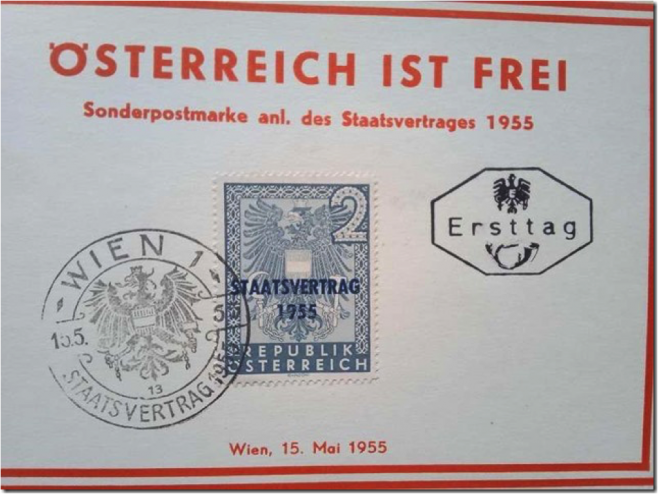 ÖSTERREICH IST FREI
Sonderpostmarke anl. des Staatsvertrages 1955
2
STAATSVERTRAG
1955
REPUBLIK
ÖSTERREICH
Ersttag
WIEN 1
15.5.
13
STAATSVERTRAG 1955
Wien, 15. Mai 1955